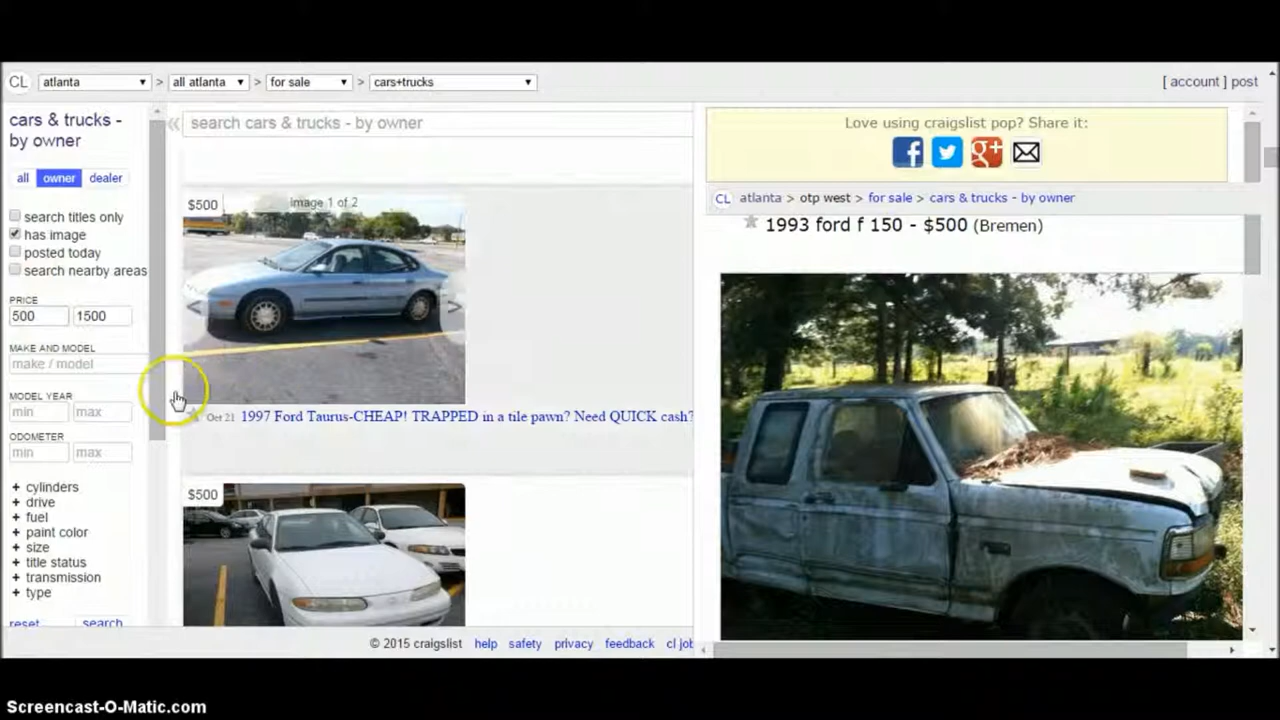 CL atlanta > all atlanta > for sale > cars+trucks [ account ] post
cars & trucks -
by owner
all owner dealer
search titles only
has image
posted today
search nearby areas
PRICE
500 1500
MAKE AND MODEL
make / model
MODEL YEAR
min max
ODOMETER
min max
+ cylinders
+ drive
+ fuel
+ paint color
+ size
+ title status
+ transmission
+ type
reset search
« search cars & trucks - by owner
$500 image 1 of 2
< >
Oct 21 1997 Ford Taurus-CHEAP! TRAPPED in a tile pawn? Need QUICK cash?
$500
© 2015 craigslist help safety privacy feedback cl job
Love using craigslist pop? Share it:
CL atlanta > otp west > for sale > cars & trucks - by owner
1993 ford f 150 - $500 (Bremen)
Screencast-O-Matic.com